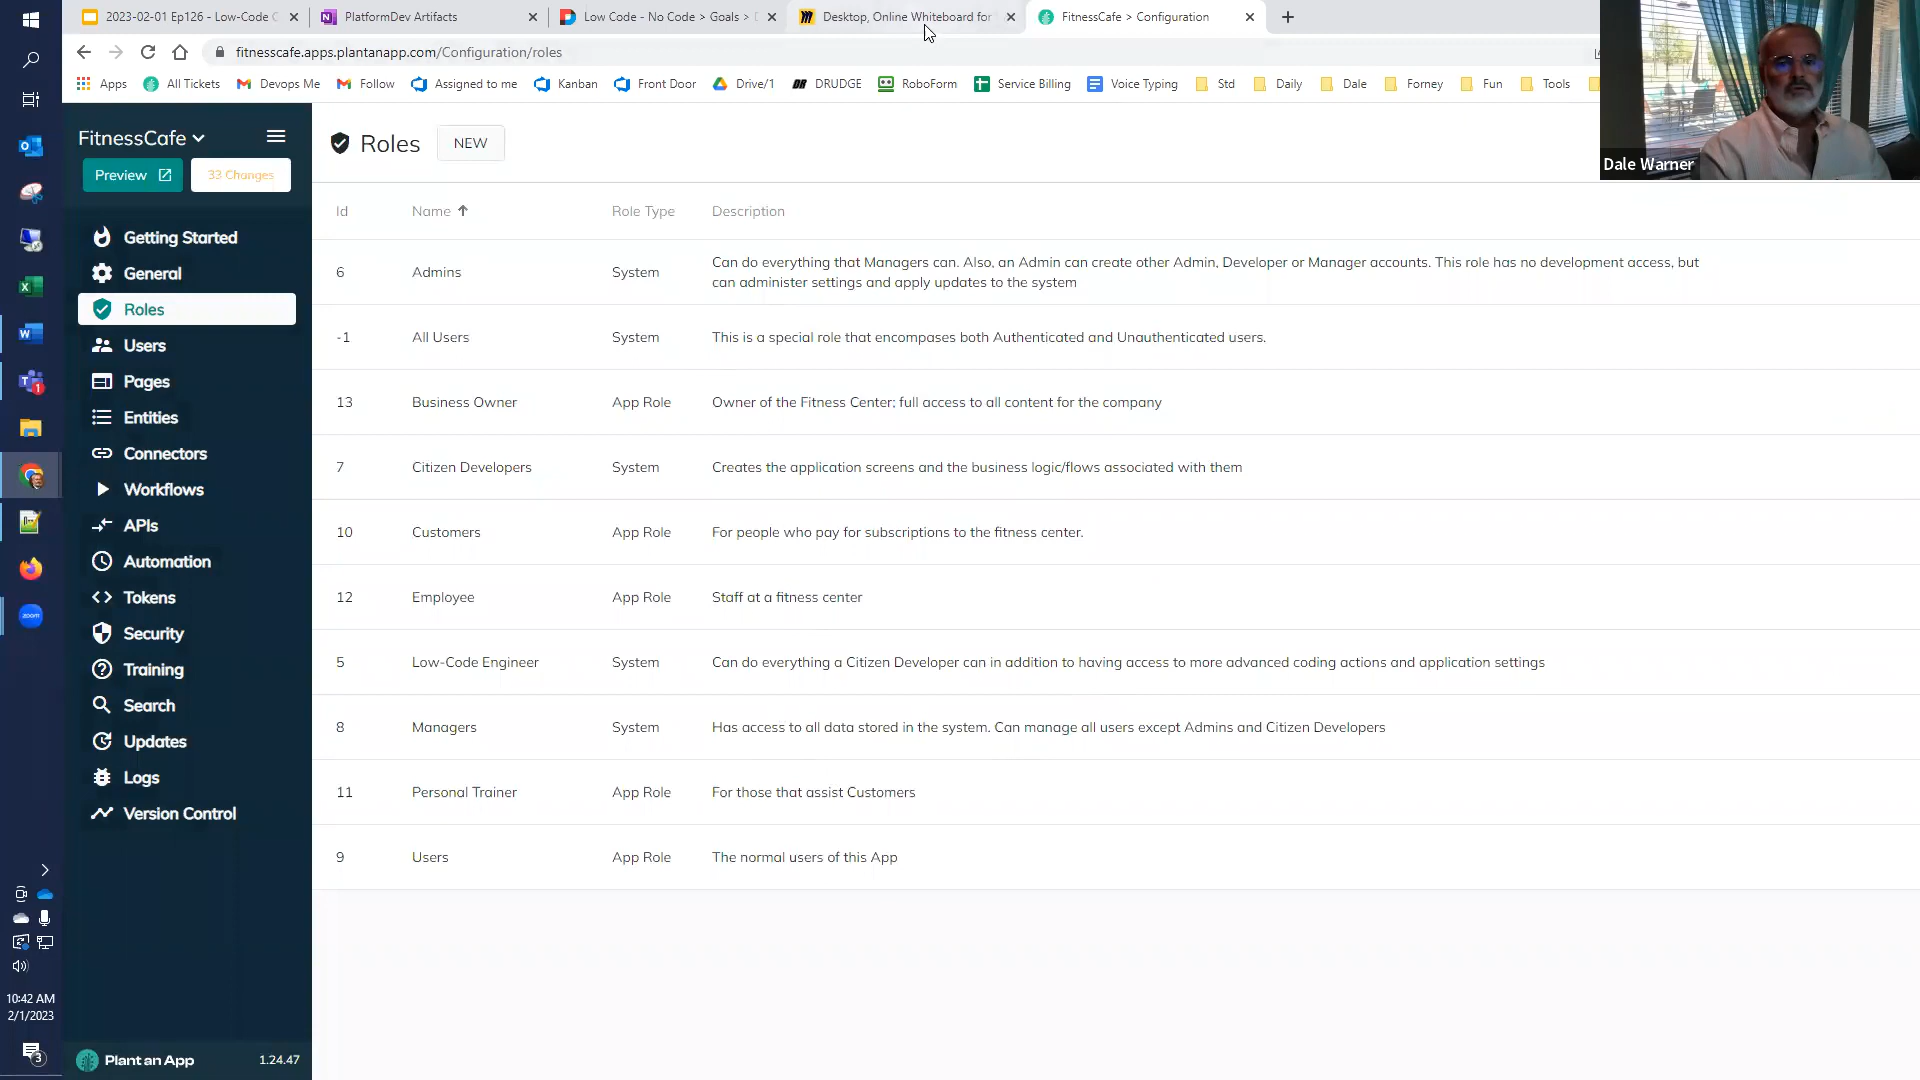 2023-02-01 Ep126 - Low-Code C
PlatformDev Artifacts
Low Code - No Code > Goals >
Desktop, Online Whiteboard for
FitnessCafe > Configuration
fitnesscafe.apps.plantanapp.com/Configuration/roles
Apps
All Tickets
Devops Me
Follow
Assigned to me
Kanban
Front Door
Drive/1
DRUDGE
RoboForm
Service Billing
Voice Typing
Std
Daily
Dale
Forney
Fun
Tools
Dale Warner
FitnessCafe
Preview
33 Changes
Getting Started
General
Roles
Users
Pages
Entities
Connectors
Workflows
APIs
Automation
Tokens
Security
Training
Search
Updates
Logs
Version Control
Plant an App
1.24.47
Roles
NEW
Id Name Role Type Description
6 Admins System Can do everything that Managers can. Also, an Admin can create other Admin, Developer or Manager accounts. This role has no development access, but
can administer settings and apply updates to the system
-1 All Users System This is a special role that encompases both Authenticated and Unauthenticated users.
13 Business Owner App Role Owner of the Fitness Center; full access to all content for the company
7 Citizen Developers System Creates the application screens and the business logic/flows associated with them
10 Customers App Role For people who pay for subscriptions to the fitness center.
12 Employee App Role Staff at a fitness center
5 Low-Code Engineer System Can do everything a Citizen Developer can in addition to having access to more advanced coding actions and application settings
8 Managers System Has access to all data stored in the system. Can manage all users except Admins and Citizen Developers
11 Personal Trainer App Role For those that assist Customers
9 Users App Role The normal users of this App
zoom
10:42 AM
2/1/2023
3